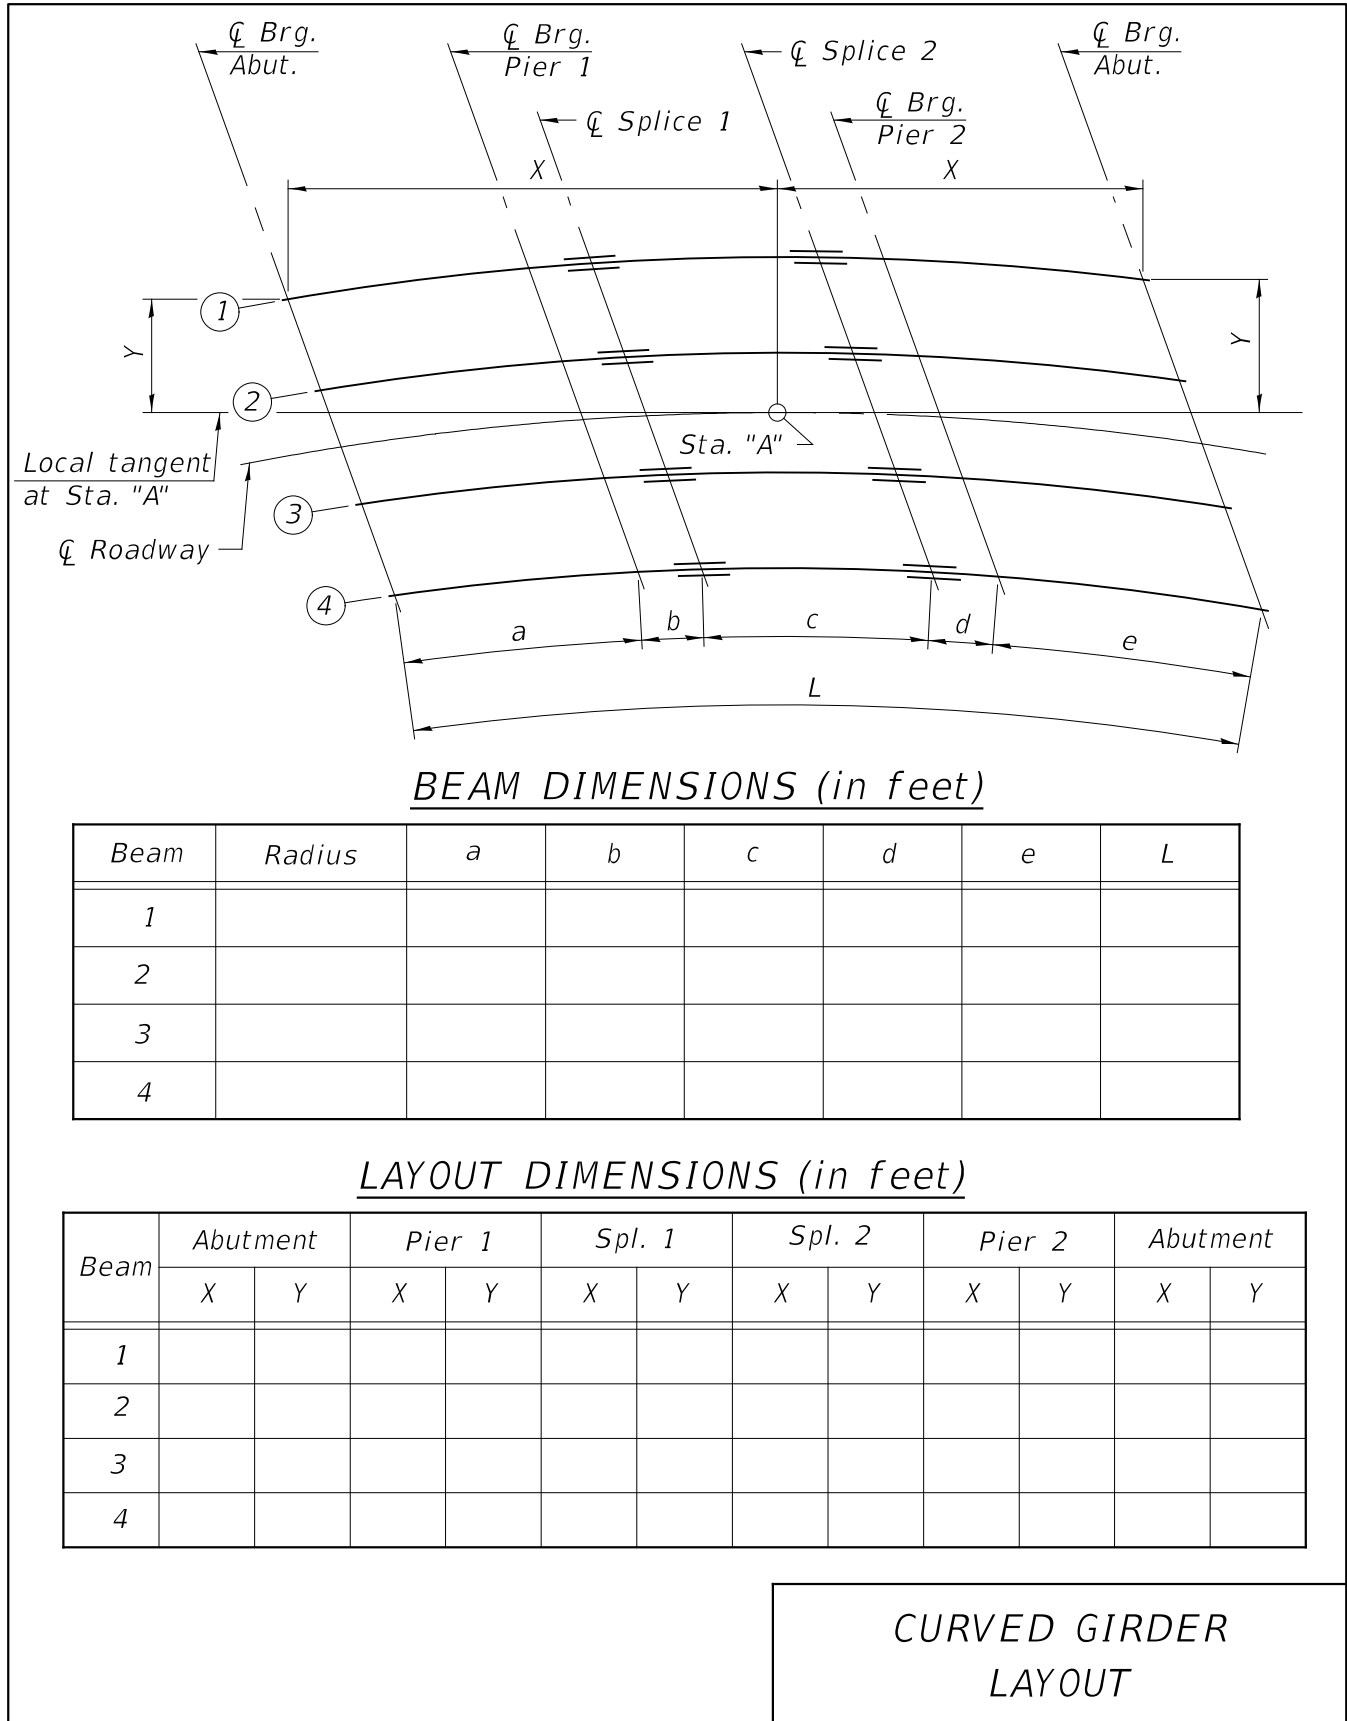 ℄ Brg.
Abut.
℄ Brg.
Pier 1
℄ Splice 2
℄ Brg.
Abut.
℄ Splice 1
℄ Brg.
Pier 2
X
X
1
Y
Y
2
Sta. "A"
Local tangent
at Sta. "A"
3
℄ Roadway
4
a
b
c
d
e
L
BEAM DIMENSIONS (in feet)
Beam Radius a b c d e L
1
2
3
4
LAYOUT DIMENSIONS (in feet)
Beam Abutment Pier 1 Spl. 1 Spl. 2 Pier 2 Abutment
X Y X Y X Y X Y X Y X Y
1
2
3
4
CURVED GIRDER
LAYOUT